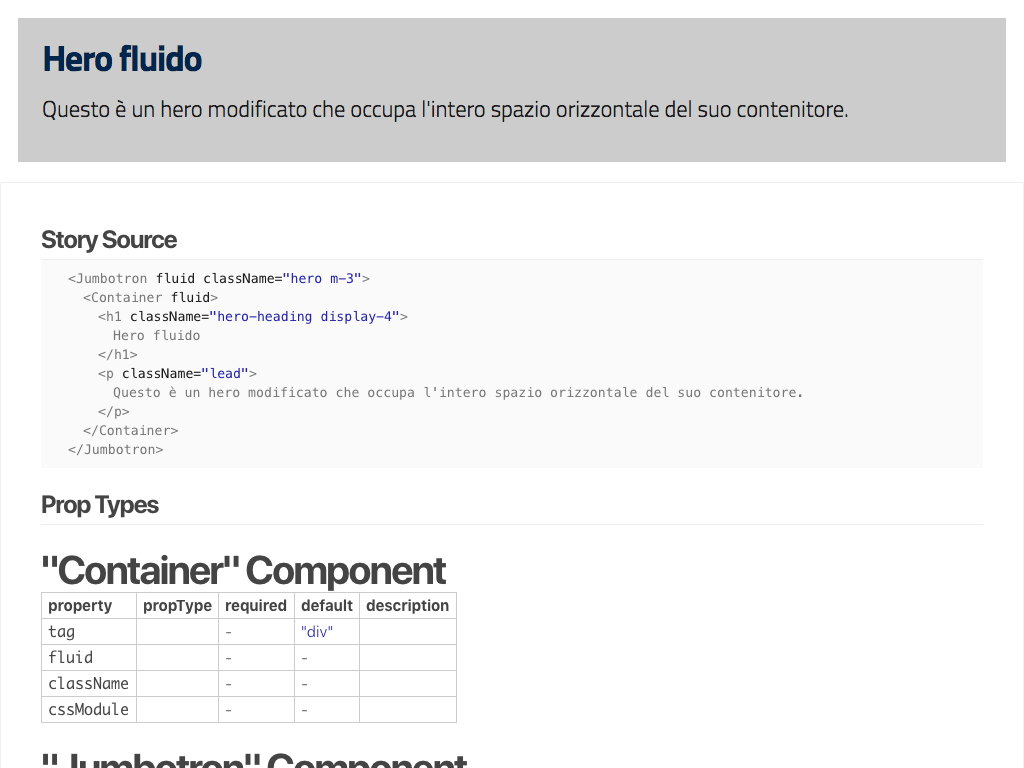 Hero fluido
Questo è un hero modificato che occupa l'intero spazio orizzontale del suo contenitore.
Story Source
<Jumbotron fluid className="hero m-3">
<Container fluid>
<h1 className="hero-heading display-4">
Hero fluido
</h1>
<p className="lead">
Questo è un hero modificato che occupa l'intero spazio orizzontale del suo contenitore.
</p>
</Container>
</Jumbotron>
Prop Types
"Container" Component
property propType required default description
tag - "div"
fluid - -
className - -
cssModule - -
"Jumbotron" Component